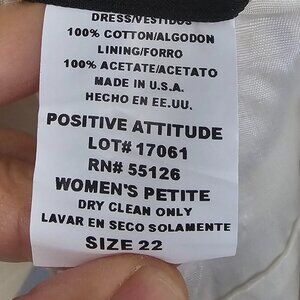 DRESS/VESTIDOS
100% COTTON/ALGODON
LINING/FORRO
100% ACETATE/ACETATO
MADE IN U.S.A.
HECHO EN EE.UU.
POSITIVE ATTITUDE
LOT# 17061
RN# 55126
WOMEN'S PETITE
DRY CLEAN ONLY
LAVAR EN SECO SOLAMENTE
SIZE 22